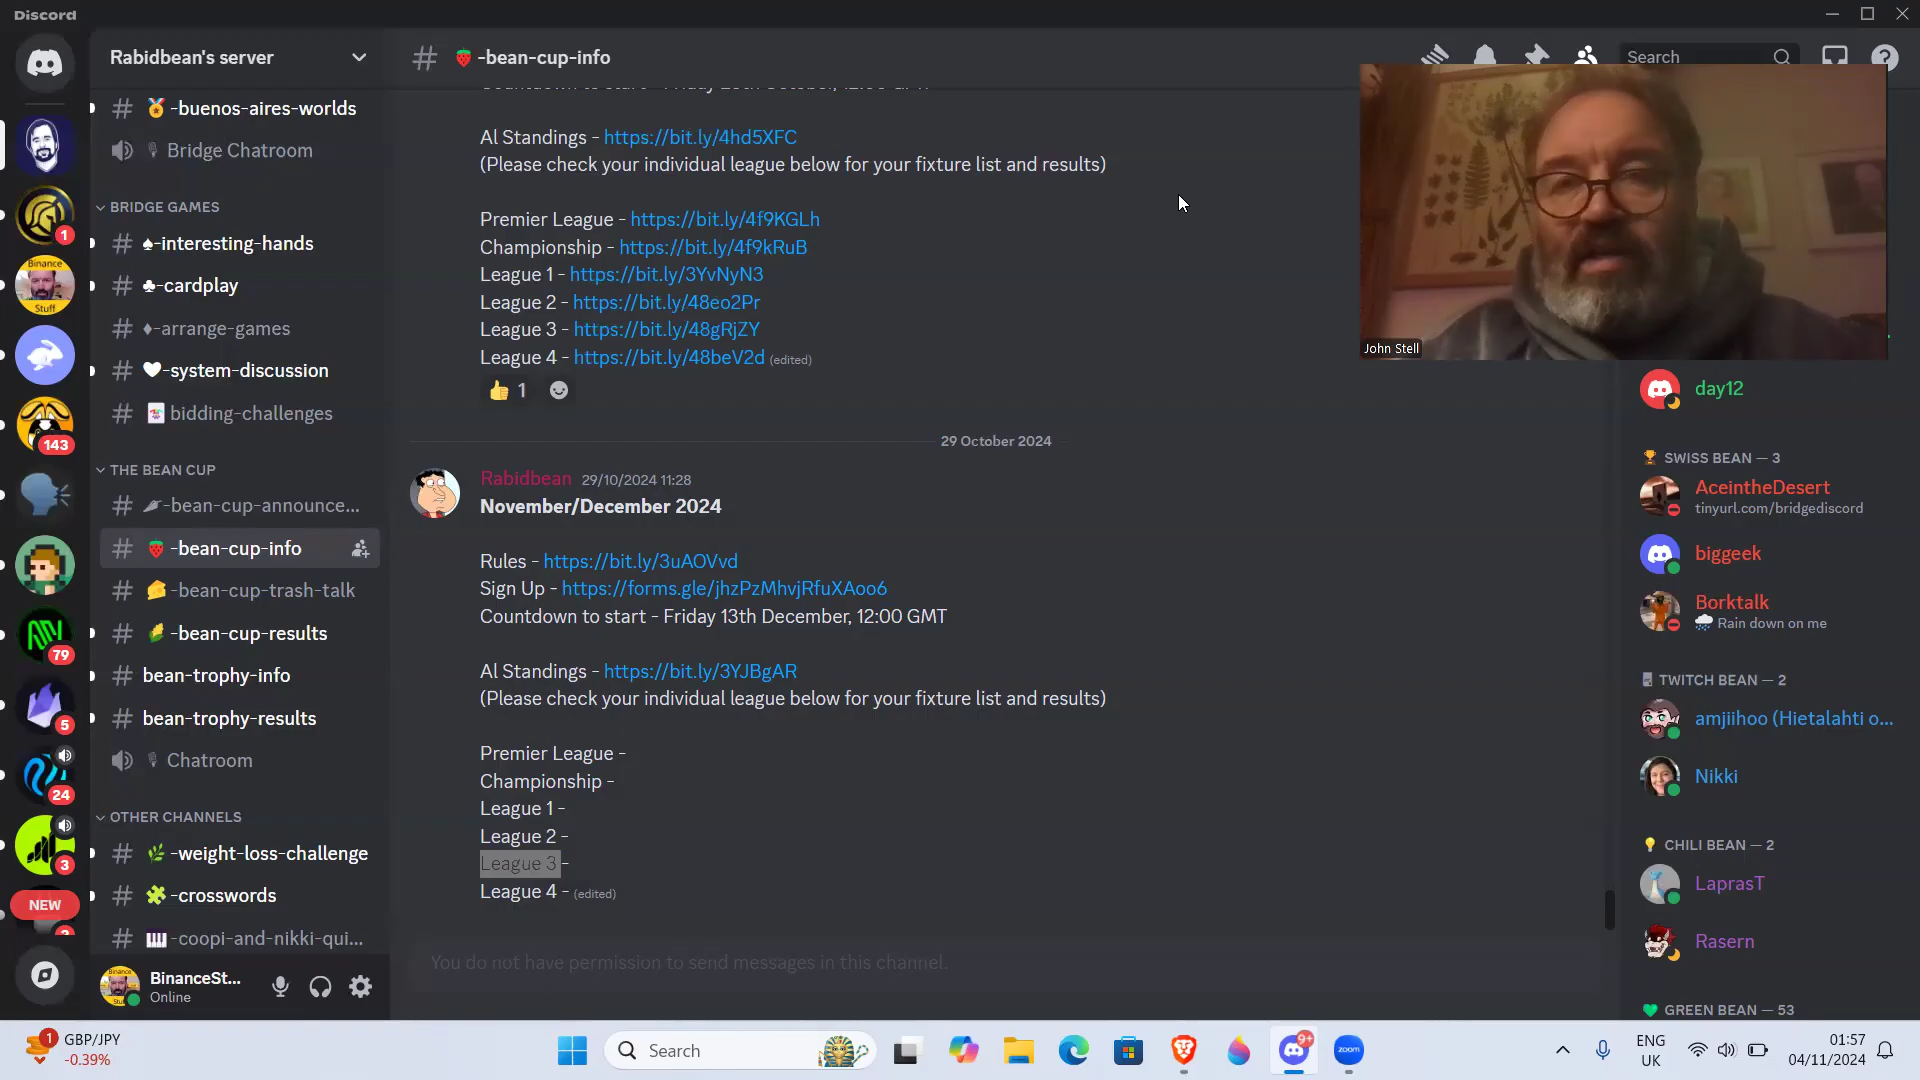 Discord
Rabidbean's server
# 🍓-bean-cup-info
Search
-buenos-aires-worlds
Bridge Chatroom
BRIDGE GAMES
♠-interesting-hands
♣-cardplay
♦-arrange-games
-system-discussion
bidding-challenges
THE BEAN CUP
-bean-cup-announce...
-bean-cup-info
-bean-cup-trash-talk
-bean-cup-results
bean-trophy-info
bean-trophy-results
Chatroom
OTHER CHANNELS
-weight-loss-challenge
-crosswords
-coopi-and-nikki-qui...
BinanceSt...
Online
1
Binance
Stuff
143
79
5
24
3
NEW
Al Standings - https://bit.ly/4hd5XFC
(Please check your individual league below for your fixture list and results)
Premier League - https://bit.ly/4f9KGLh
Championship - https://bit.ly/4f9kRuB
League 1 - https://bit.ly/3YvNyN3
League 2 - https://bit.ly/48eo2Pr
League 3 - https://bit.ly/48gRjZY
League 4 - https://bit.ly/48beV2d (edited)
👍 1
29 October 2024
Rabidbean 29/10/2024 11:28
November/December 2024
Rules - https://bit.ly/3uAOVvd
Sign Up - https://forms.gle/jhzPzMhvjRfuXAoo6
Countdown to start - Friday 13th December, 12:00 GMT
Al Standings - https://bit.ly/3YJBgAR
(Please check your individual league below for your fixture list and results)
Premier League -
Championship -
League 1 -
League 2 -
League 3 -
League 4 - (edited)
You do not have permission to send messages in this channel.
John Stell
day12
SWISS BEAN — 3
AceintheDesert
tinyurl.com/bridgediscord
biggeek
Borktalk
Rain down on me
TWITCH BEAN — 2
amjiihoo (Hietalahti o...
Nikki
CHILI BEAN — 2
LaprasT
Rasern
GREEN BEAN — 53
1
GBP/JPY
-0.39%
Search
9+
zoom
ENG
UK
01:57
04/11/2024